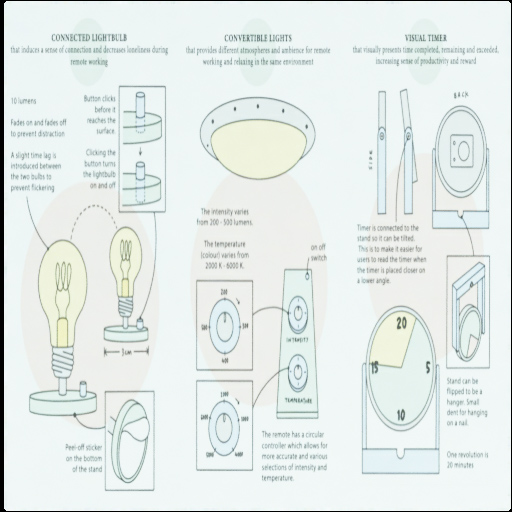 CONNECTED LIGHTBULB
that induces a sense of connection and decreases loneliness during
remote working
10 lumens
Fades on and fades off
to prevent distraction
A slight time lag is
introduced between
the two bulbs to
prevent flickering
Button clicks
before it
reaches the
surface.
Clicking the
button turns
the lightbulb
on and off
5cm
Peel-off sticker
on the bottom
of the stand
CONVERTIBLE LIGHTS
that provides different atmospheres and ambience for remote
working and relaxing in the same environment
The intensity varies
from 200 - 500 lumens.
The temperature
(colour) varies from
2000 K - 6000 K.
on off
switch
200
500
300
400
INTENSITY
TEMPERATURE
The remote has a circular
controller which allows for
more accurate and various
selections of intensity and
temperature.
VISUAL TIMER
that visually presents time completed, remaining and exceeded,
increasing sense of productivity and reward
BACK
Timer is connected to the
stand so it can be tilted.
This is to make it easier for
users to read the timer when
the timer is placed closer on
a lower angle.
20
15
5
10
Stand can be
flipped to be a
hanger. Small
dent for hanging
on a nail.
One revolution is
20 minutes